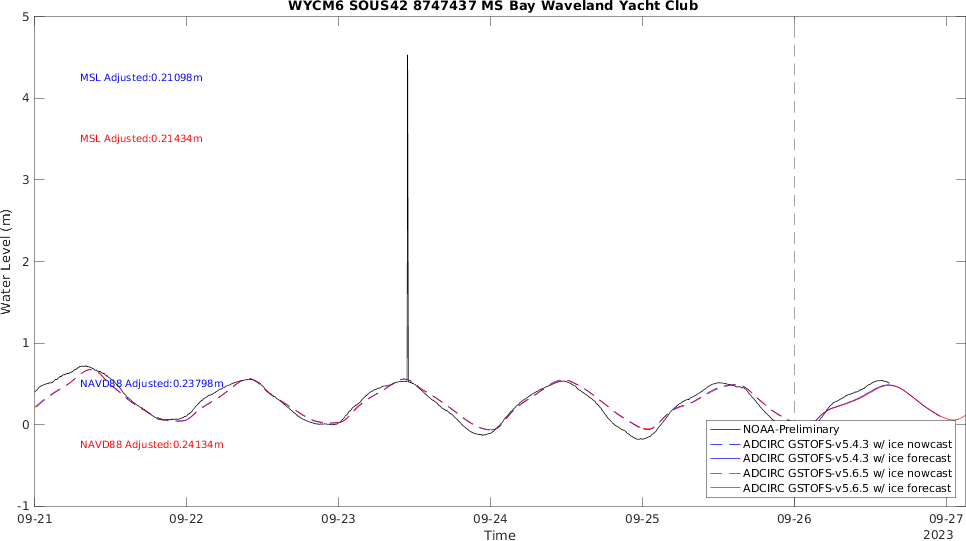 WYCM6 SOUS42 8747437 MS Bay Waveland Yacht Club
5
4
3
2
1
0
-1
Water Level (m)
MSL Adjusted:0.21098m
MSL Adjusted:0.21434m
NAVD88 Adjusted:0.23798m
NAVD88 Adjusted:0.24134m
NOAA-Preliminary
ADCIRC GSTOFS-v5.4.3 w/ ice nowcast
ADCIRC GSTOFS-v5.4.3 w/ ice forecast
ADCIRC GSTOFS-v5.6.5 w/ ice nowcast
ADCIRC GSTOFS-v5.6.5 w/ ice forecast
09-21 09-22 09-23 09-24 09-25 09-26 09-27
Time
2023